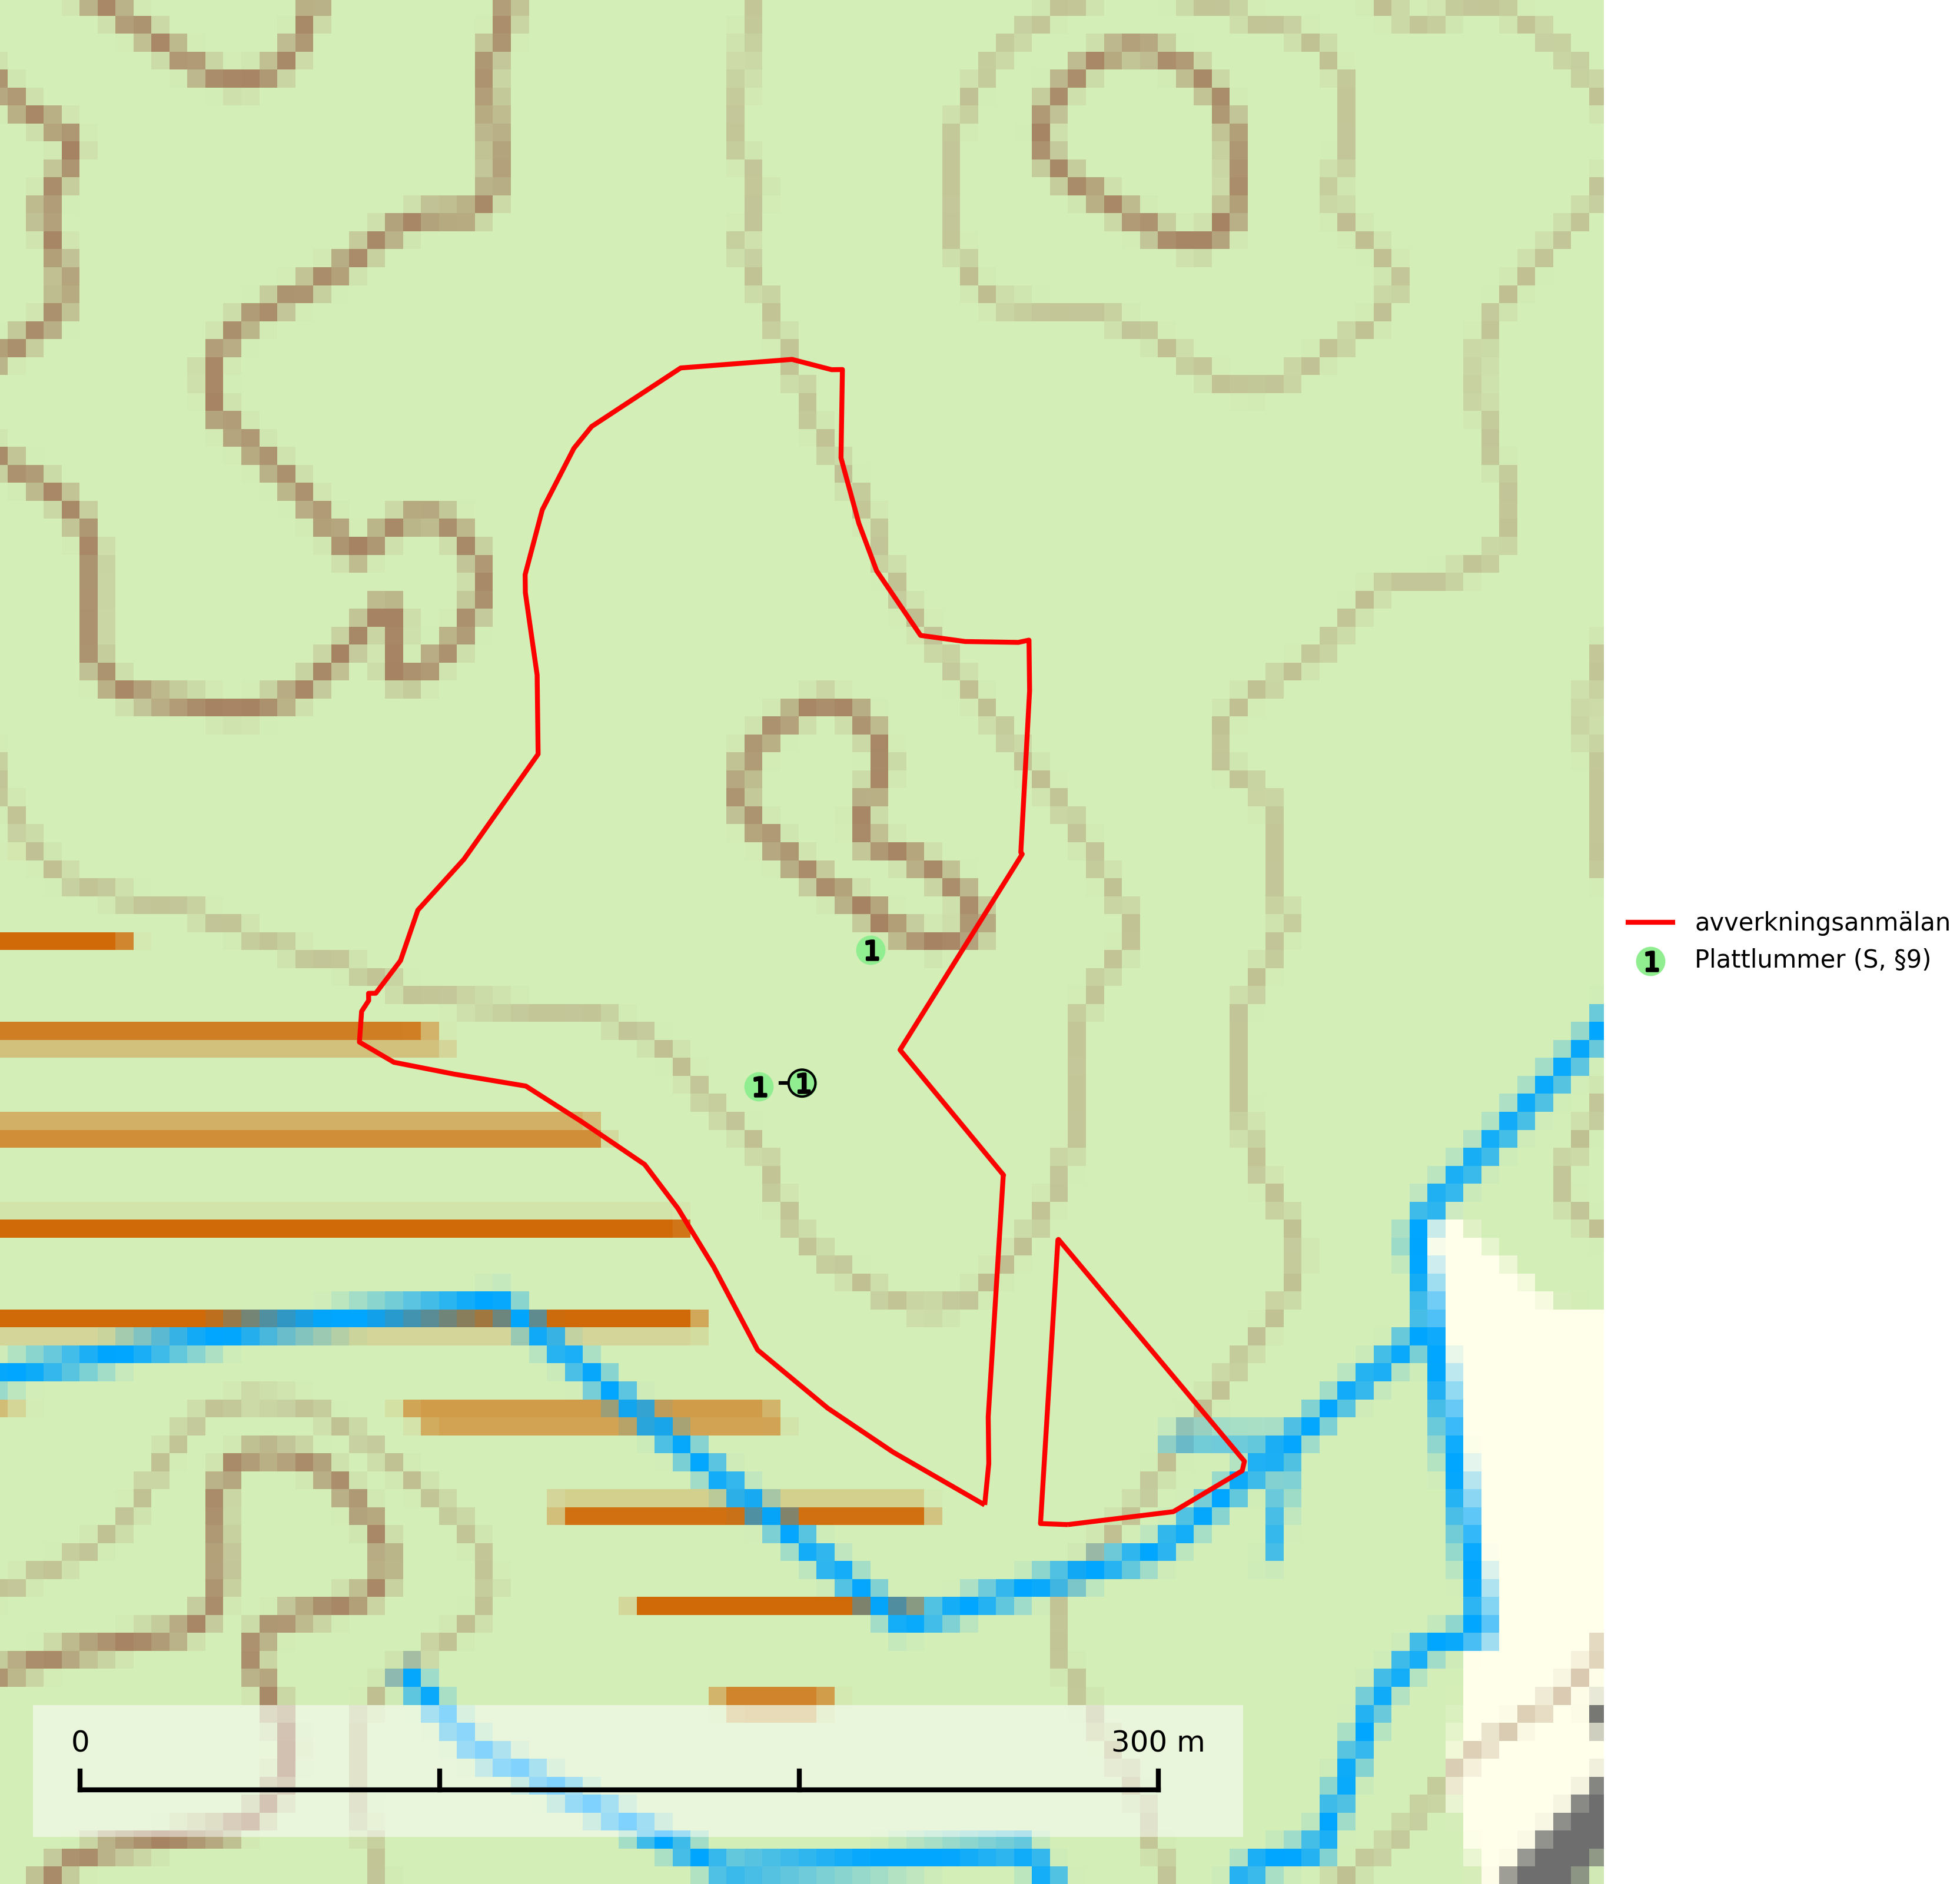 1
1 1
avverkningsanmälan
1 Plattlummer (S, §9)
0 300 m